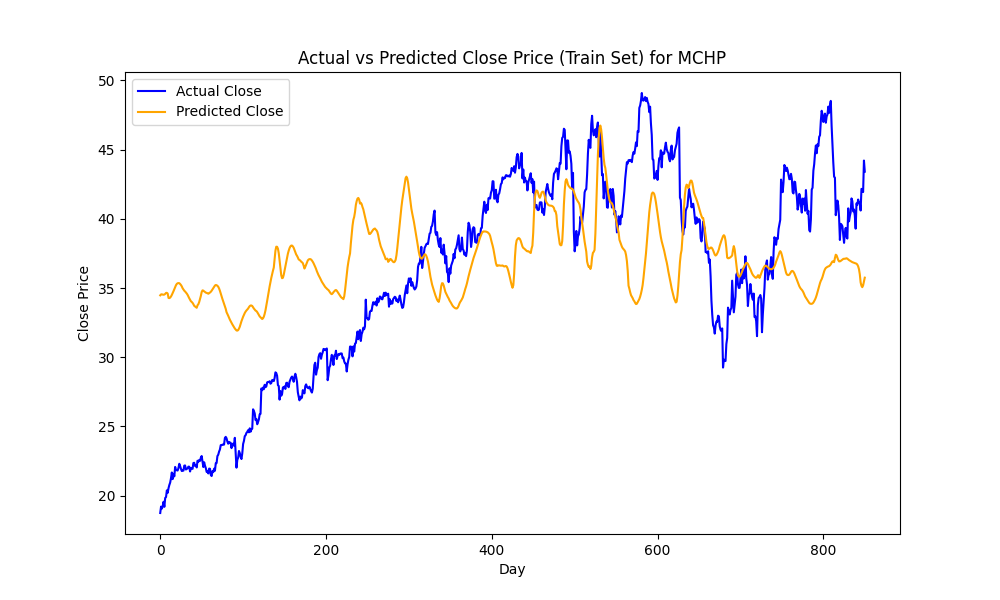 Actual vs Predicted Close Price (Train Set) for MCHP
Actual Close
Predicted Close
Close Price
50
45
40
35
30
25
20
0 200 400 600 800
Day